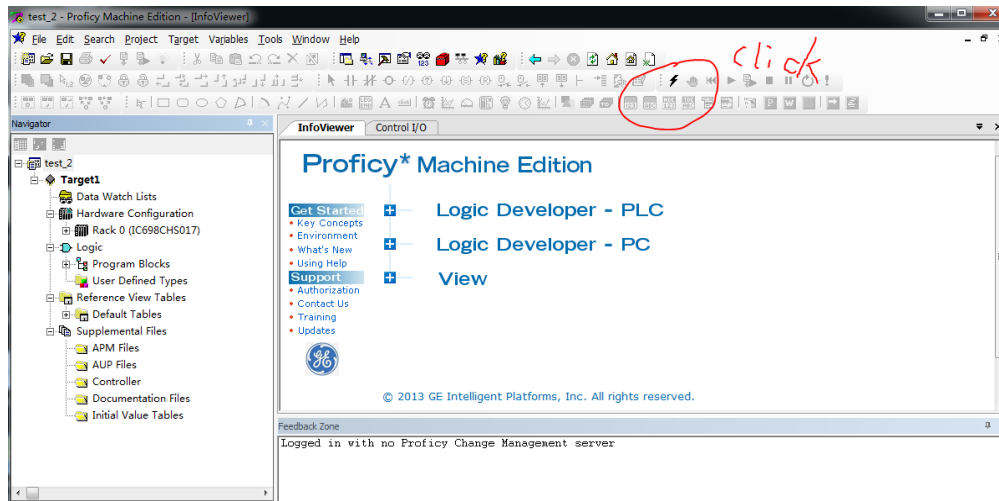 test_2 - Proficy Machine Edition - [InfoViewer]
File Edit Search Project Target Variables Tools Window Help
click
Navigator
InfoViewer Control I/O
test_2
Target1
Data Watch Lists
Hardware Configuration
Rack 0 (IC698CHS017)
Logic
Program Blocks
User Defined Types
Reference View Tables
Default Tables
Supplemental Files
APM Files
AUP Files
Controller
Documentation Files
Initial Value Tables
Proficy* Machine Edition
Get Started
Key Concepts
Environment
What's New
Using Help
Support
Authorization
Contact Us
Training
Updates
Logic Developer - PLC
Logic Developer - PC
View
© 2013 GE Intelligent Platforms, Inc. All rights reserved.
Feedback Zone
Logged in with no Proficy Change Management server